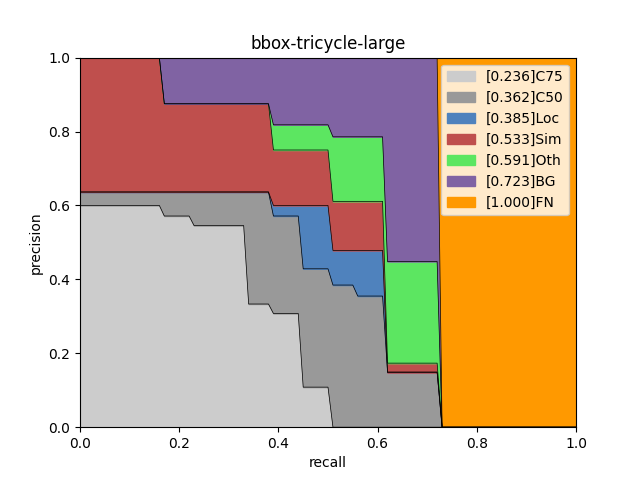 bbox-tricycle-large
1.0
0.8
0.6
0.4
0.2
0.0
precision
[0.236]C75
[0.362]C50
[0.385]Loc
[0.533]Sim
[0.591]Oth
[0.723]BG
[1.000]FN
0.0 0.2 0.4 0.6 0.8 1.0
recall